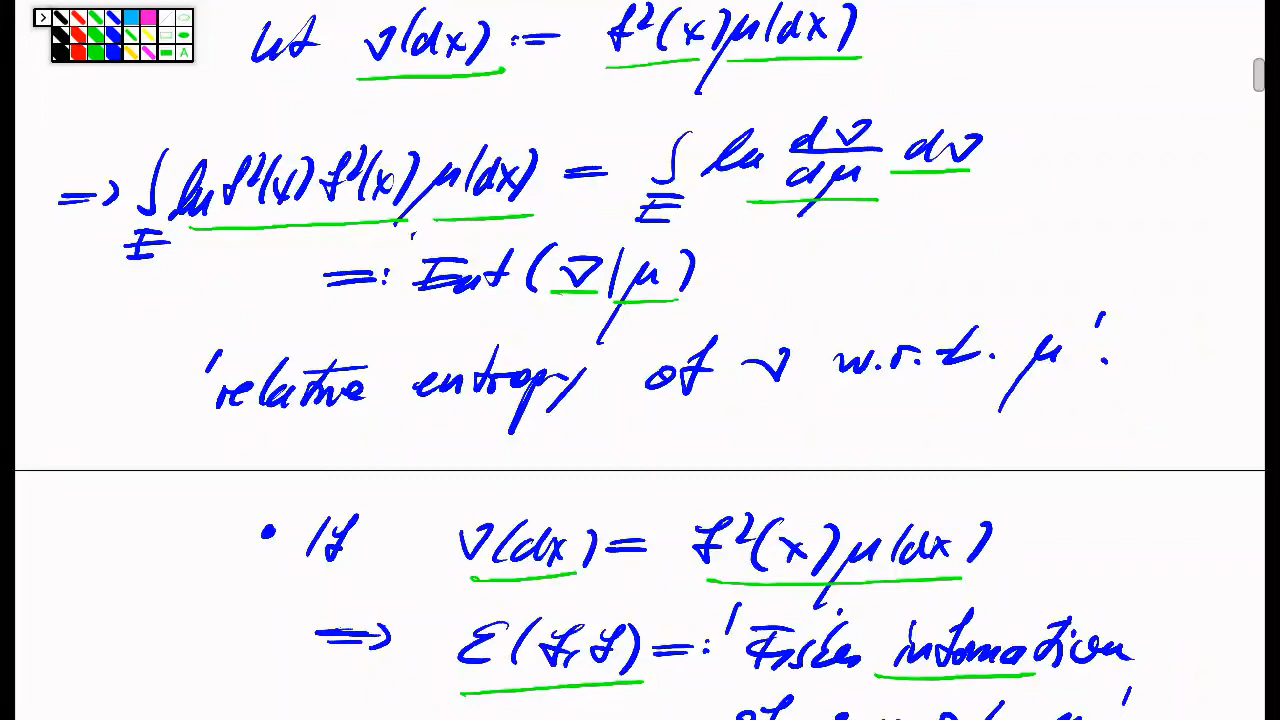 let ν(dx) := f²(x)μ(dx)
=> ∫_E ln f²(x) f²(x) μ(dx) = ∫_E ln dν/dμ dν
=: Ent(ν|μ)
'relative entropy of ν w.r.t. μ'.
• If ν(dx) = f²(x)μ(dx)
=> ℰ(f,f) =: 'Fisher information